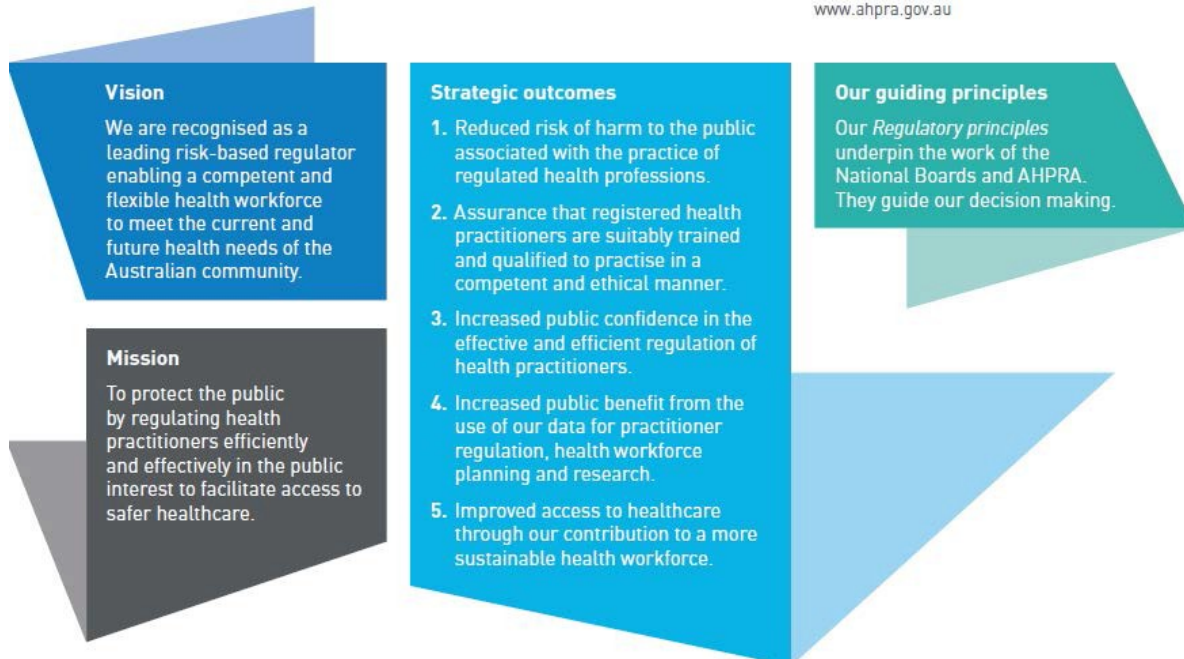 www.ahpra.gov.au
Vision
We are recognised as a
leading risk-based regulator
enabling a competent and
flexible health workforce
to meet the current and
future health needs of the
Australian community.
Mission
To protect the public
by regulating health
practitioners efficiently
and effectively in the public
interest to facilitate access to
safer healthcare.
Strategic outcomes
1. Reduced risk of harm to the public
associated with the practice of
regulated health professions.
2. Assurance that registered health
practitioners are suitably trained
and qualified to practise in a
competent and ethical manner.
3. Increased public confidence in the
effective and efficient regulation of
health practitioners.
4. Increased public benefit from the
use of our data for practitioner
regulation, health workforce
planning and research.
5. Improved access to healthcare
through our contribution to a more
sustainable health workforce.
Our guiding principles
Our Regulatory principles
underpin the work of the
National Boards and AHPRA.
They guide our decision making.